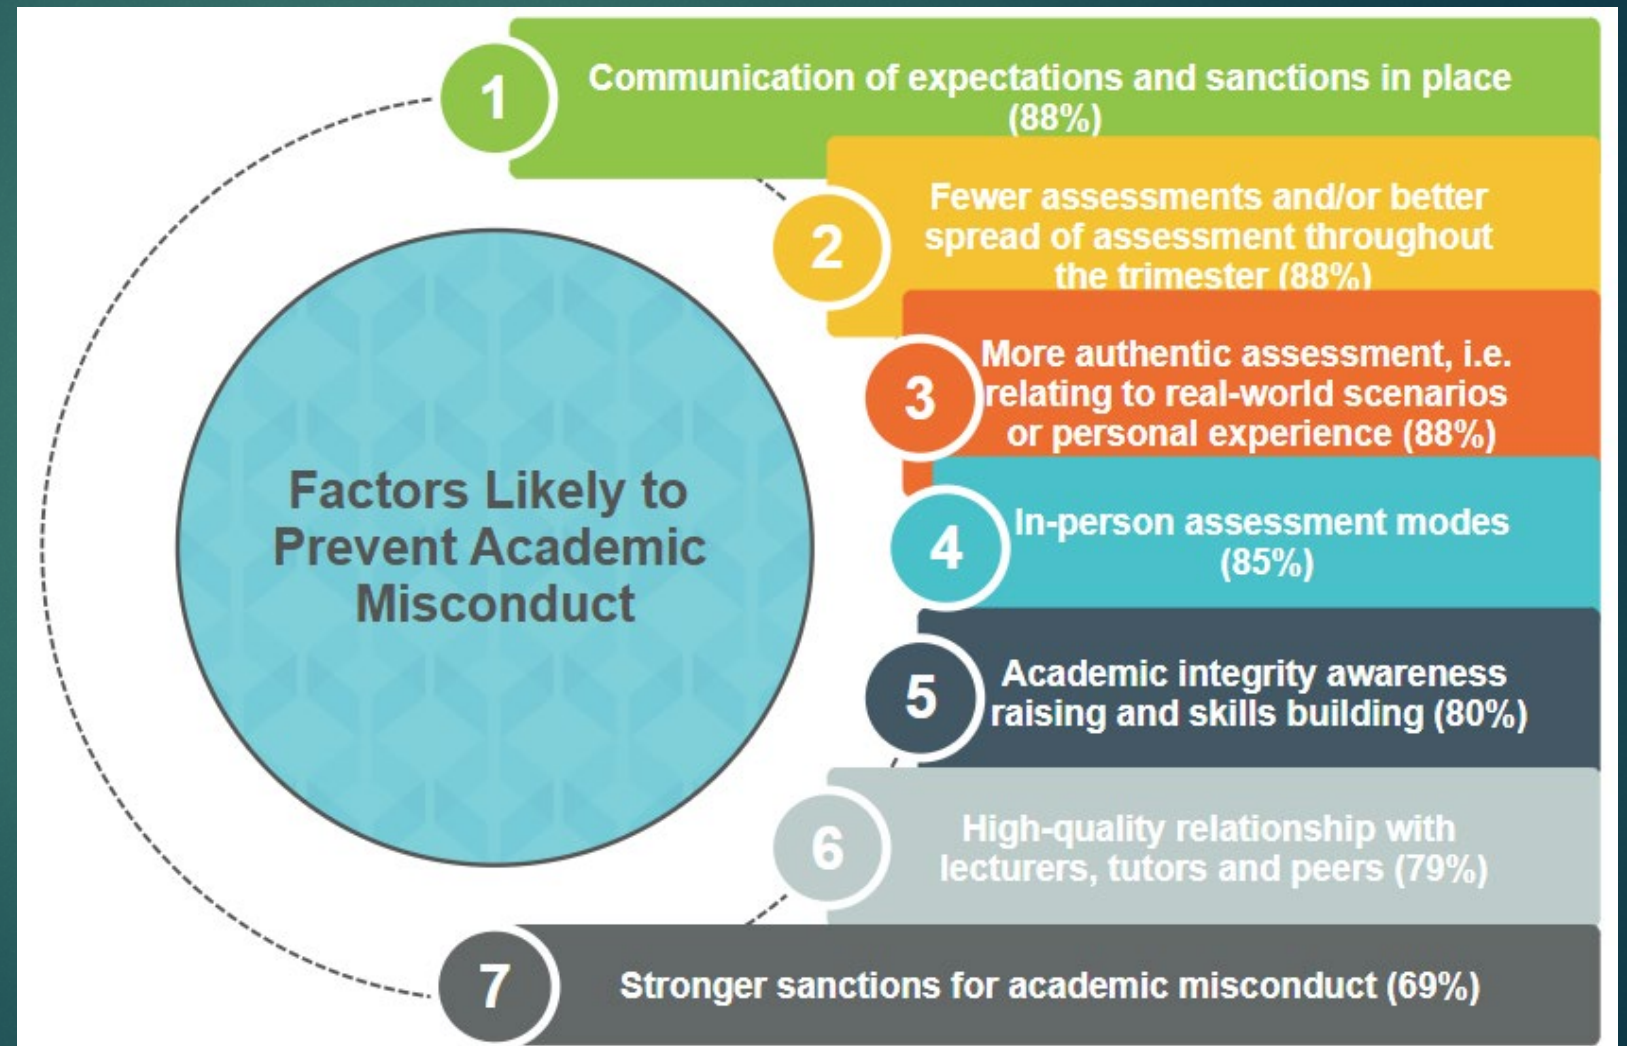 1
Communication of expectations and sanctions in place
(88%)
2
Fewer assessments and/or better
spread of assessment throughout
the trimester (88%)
3
More authentic assessment, i.e.
relating to real-world scenarios
or personal experience (88%)
Factors Likely to
Prevent Academic
Misconduct
4
In-person assessment modes
(85%)
5
Academic integrity awareness
raising and skills building (80%)
6
High-quality relationship with
lecturers, tutors and peers (79%)
7
Stronger sanctions for academic misconduct (69%)